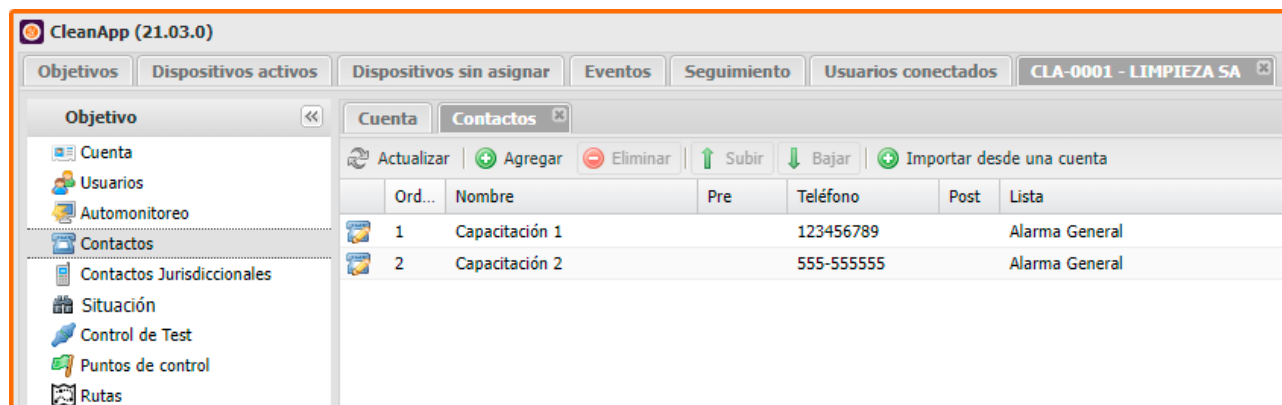 CleanApp (21.03.0)
Objetivos Dispositivos activos Dispositivos sin asignar Eventos Seguimiento Usuarios conectados CLA-0001 - LIMPIEZA SA
Objetivo
Cuenta
Usuarios
Automonitoreo
Contactos
Contactos Jurisdiccionales
Situación
Control de Test
Puntos de control
Rutas
Cuenta Contactos
Actualizar Agregar Eliminar Subir Bajar Importar desde una cuenta
Ord... Nombre Pre Teléfono Post Lista
1 Capacitación 1 123456789 Alarma General
2 Capacitación 2 555-555555 Alarma General